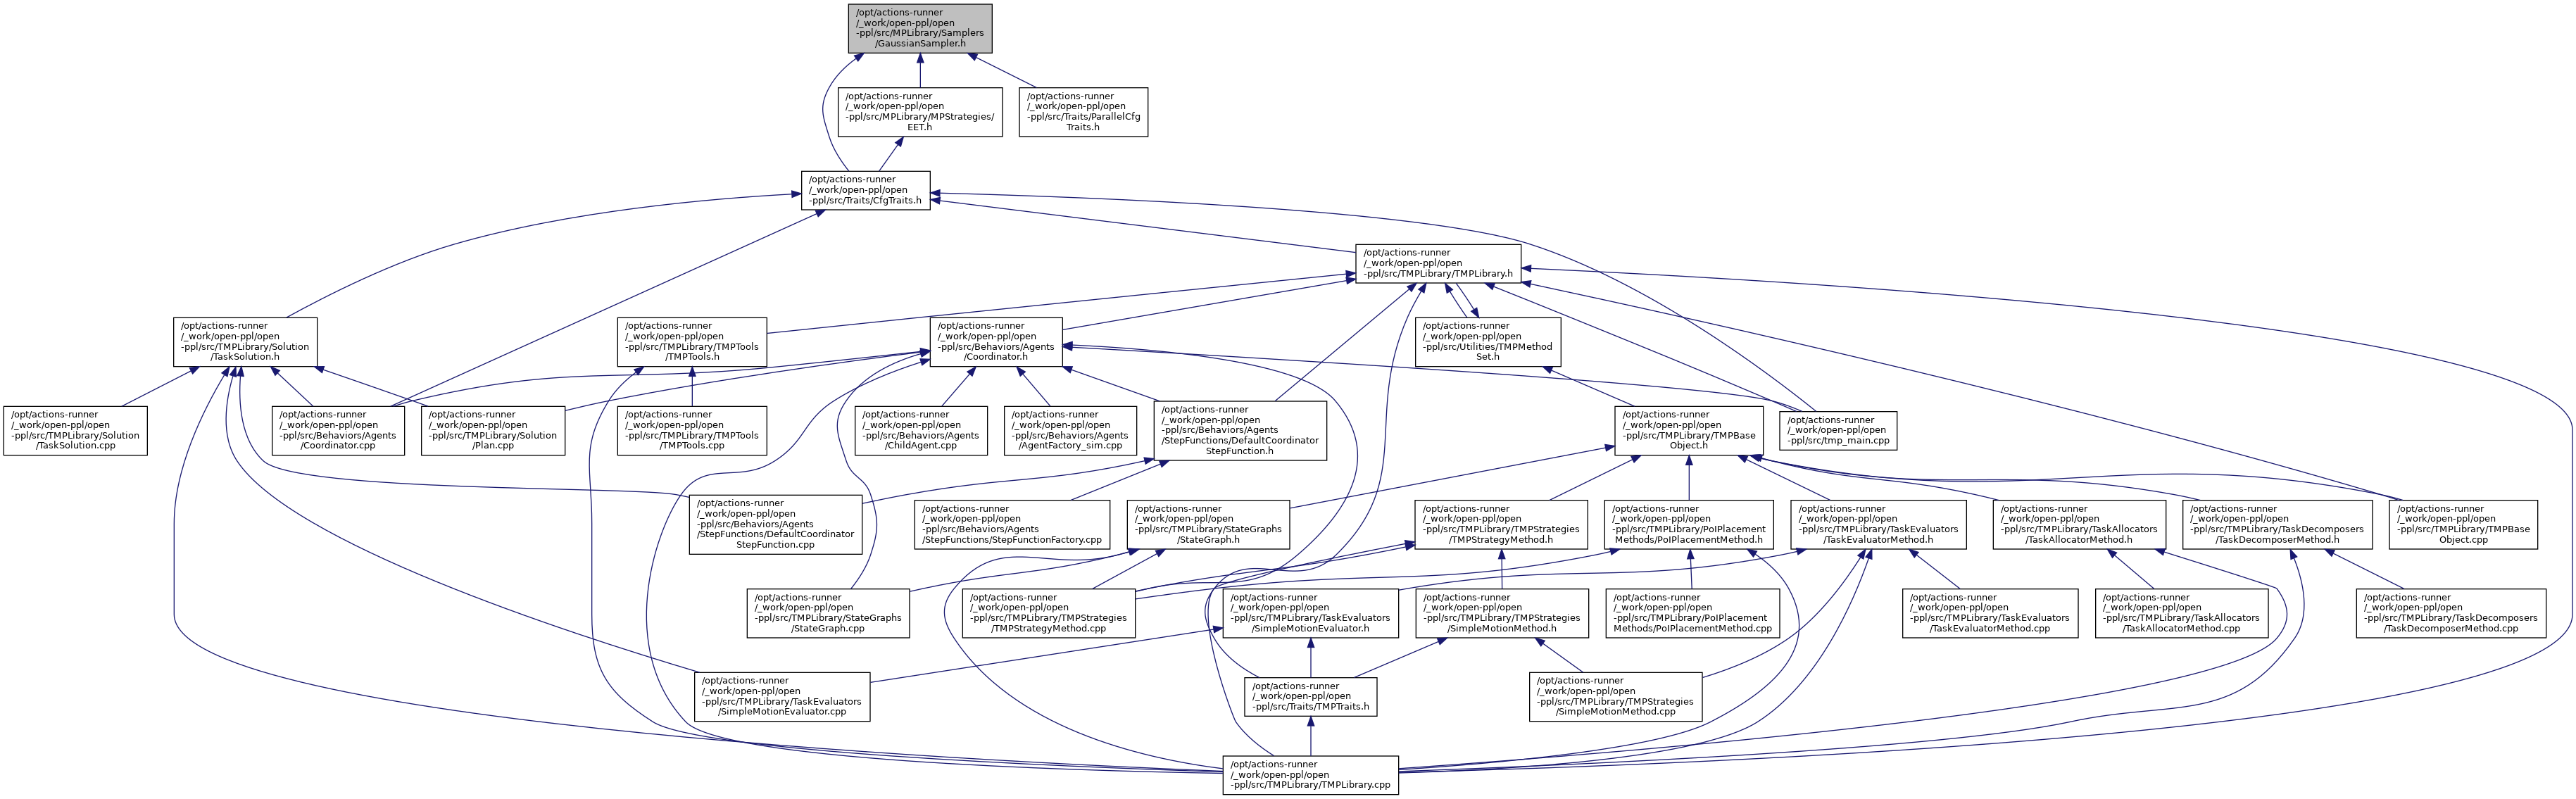 /opt/actions-runner
/_work/open-ppl/open
-ppl/src/MPLibrary/Samplers
/GaussianSampler.h
/opt/actions-runner
/_work/open-ppl/open
-ppl/src/MPLibrary/MPStrategies/
EET.h
/opt/actions-runner
/_work/open-ppl/open
-ppl/src/Traits/ParallelCfg
Traits.h
/opt/actions-runner
/_work/open-ppl/open
-ppl/src/Traits/CfgTraits.h
/opt/actions-runner
/_work/open-ppl/open
-ppl/src/TMPLibrary/TMPLibrary.h
/opt/actions-runner
/_work/open-ppl/open
-ppl/src/TMPLibrary/Solution
/TaskSolution.h
/opt/actions-runner
/_work/open-ppl/open
-ppl/src/TMPLibrary/TMPTools
/TMPTools.h
/opt/actions-runner
/_work/open-ppl/open
-ppl/src/Behaviors/Agents
/Coordinator.h
/opt/actions-runner
/_work/open-ppl/open
-ppl/src/Utilities/TMPMethod
Set.h
/opt/actions-runner
/_work/open-ppl/open
-ppl/src/TMPLibrary/Solution
/TaskSolution.cpp
/opt/actions-runner
/_work/open-ppl/open
-ppl/src/Behaviors/Agents
/Coordinator.cpp
/opt/actions-runner
/_work/open-ppl/open
-ppl/src/TMPLibrary/Solution
/Plan.cpp
/opt/actions-runner
/_work/open-ppl/open
-ppl/src/TMPLibrary/TMPTools
/TMPTools.cpp
/opt/actions-runner
/_work/open-ppl/open
-ppl/src/Behaviors/Agents
/ChildAgent.cpp
/opt/actions-runner
/_work/open-ppl/open
-ppl/src/Behaviors/Agents
/AgentFactory_sim.cpp
/opt/actions-runner
/_work/open-ppl/open
-ppl/src/Behaviors/Agents
/StepFunctions/DefaultCoordinator
StepFunction.h
/opt/actions-runner
/_work/open-ppl/open
-ppl/src/TMPLibrary/TMPBase
Object.h
/opt/actions-runner
/_work/open-ppl/open
-ppl/src/tmp_main.cpp
/opt/actions-runner
/_work/open-ppl/open
-ppl/src/Behaviors/Agents
/StepFunctions/DefaultCoordinator
StepFunction.cpp
/opt/actions-runner
/_work/open-ppl/open
-ppl/src/Behaviors/Agents
/StepFunctions/StepFunctionFactory.cpp
/opt/actions-runner
/_work/open-ppl/open
-ppl/src/TMPLibrary/StateGraphs
/StateGraph.h
/opt/actions-runner
/_work/open-ppl/open
-ppl/src/TMPLibrary/TMPStrategies
/TMPStrategyMethod.h
/opt/actions-runner
/_work/open-ppl/open
-ppl/src/TMPLibrary/PoIPlacement
Methods/PoIPlacementMethod.h
/opt/actions-runner
/_work/open-ppl/open
-ppl/src/TMPLibrary/TaskEvaluators
/TaskEvaluatorMethod.h
/opt/actions-runner
/_work/open-ppl/open
-ppl/src/TMPLibrary/TaskAllocators
/TaskAllocatorMethod.h
/opt/actions-runner
/_work/open-ppl/open
-ppl/src/TMPLibrary/TaskDecomposers
/TaskDecomposerMethod.h
/opt/actions-runner
/_work/open-ppl/open
-ppl/src/TMPLibrary/TMPBase
Object.cpp
/opt/actions-runner
/_work/open-ppl/open
-ppl/src/TMPLibrary/StateGraphs
/StateGraph.cpp
/opt/actions-runner
/_work/open-ppl/open
-ppl/src/TMPLibrary/TMPStrategies
/TMPStrategyMethod.cpp
/opt/actions-runner
/_work/open-ppl/open
-ppl/src/TMPLibrary/TaskEvaluators
/SimpleMotionEvaluator.h
/opt/actions-runner
/_work/open-ppl/open
-ppl/src/TMPLibrary/TMPStrategies
/SimpleMotionMethod.h
/opt/actions-runner
/_work/open-ppl/open
-ppl/src/TMPLibrary/PoIPlacement
Methods/PoIPlacementMethod.cpp
/opt/actions-runner
/_work/open-ppl/open
-ppl/src/TMPLibrary/TaskEvaluators
/TaskEvaluatorMethod.cpp
/opt/actions-runner
/_work/open-ppl/open
-ppl/src/TMPLibrary/TaskAllocators
/TaskAllocatorMethod.cpp
/opt/actions-runner
/_work/open-ppl/open
-ppl/src/TMPLibrary/TaskDecomposers
/TaskDecomposerMethod.cpp
/opt/actions-runner
/_work/open-ppl/open
-ppl/src/TMPLibrary/TaskEvaluators
/SimpleMotionEvaluator.cpp
/opt/actions-runner
/_work/open-ppl/open
-ppl/src/Traits/TMPTraits.h
/opt/actions-runner
/_work/open-ppl/open
-ppl/src/TMPLibrary/TMPStrategies
/SimpleMotionMethod.cpp
/opt/actions-runner
/_work/open-ppl/open
-ppl/src/TMPLibrary/TMPLibrary.cpp